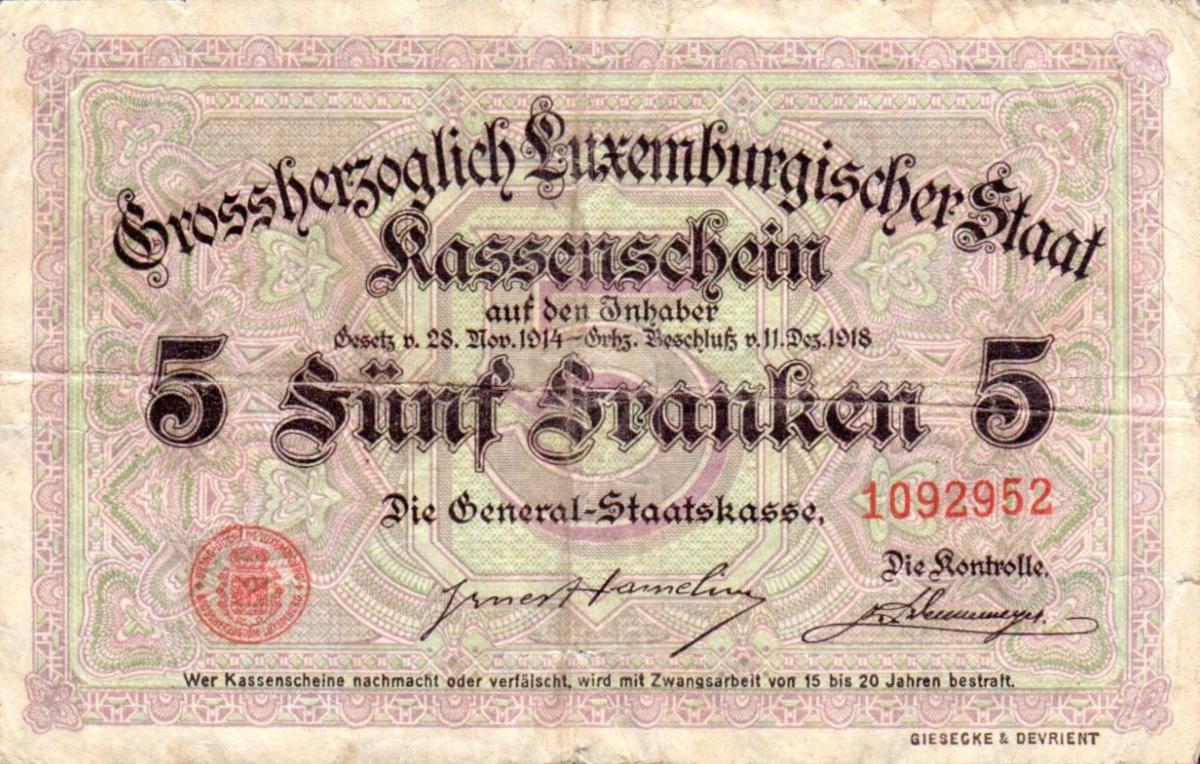 Grossherzoglich Luxemburgischer Staat
Kassenschein
auf den Inhaber
Gesetz v. 28. Nov. 1914 – Grhz. Beschluß v. 11. Dez. 1918
5 Fünf Franken 5
Die General-Staatskasse,
1092952
Die Kontrolle,
Ernest Hamelius
Wer Kassenscheine nachmacht oder verfälscht, wird mit Zwangsarbeit von 15 bis 20 Jahren bestraft.
GIESECKE & DEVRIENT